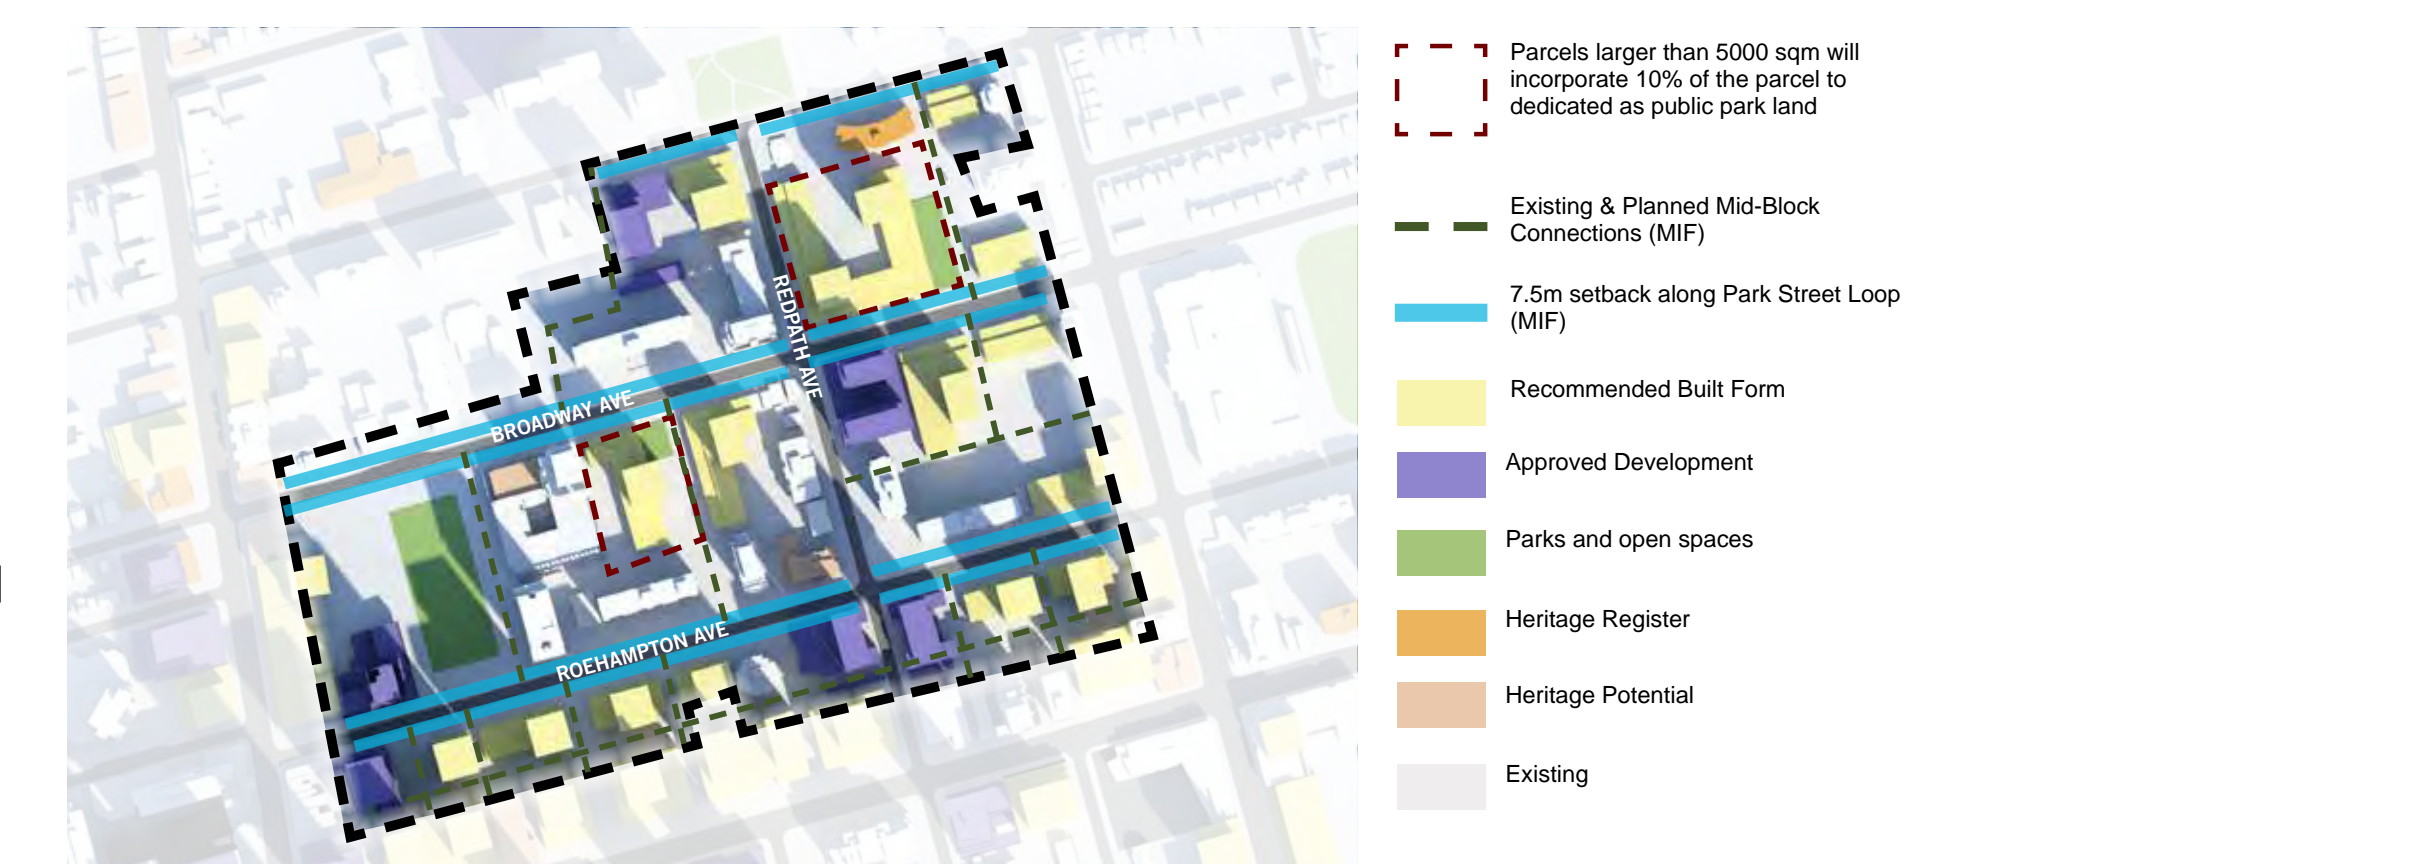 Parcels larger than 5000 sqm will
incorporate 10% of the parcel to
dedicated as public park land
Existing & Planned Mid-Block
Connections (MIF)
7.5m setback along Park Street Loop
(MIF)
Recommended Built Form
Approved Development
Parks and open spaces
Heritage Register
Heritage Potential
Existing
REDPATH AVE
BROADWAY AVE
ROEHAMPTON AVE